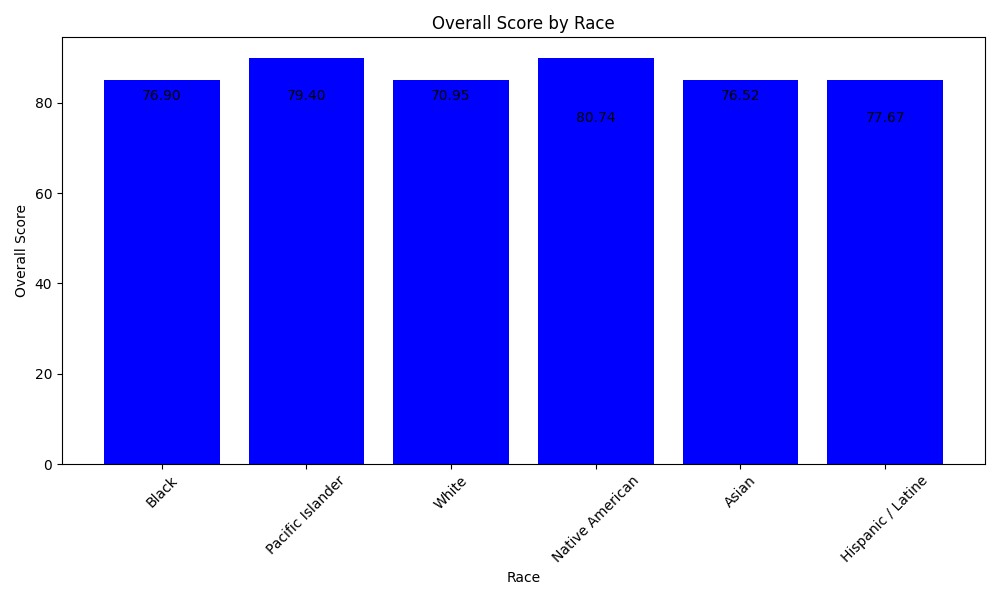 Overall Score by Race
Overall Score
80
60
40
20
0
76.90
79.40
70.95
80.74
76.52
77.67
Black
Pacific Islander
White
Native American
Asian
Hispanic / Latine
Race